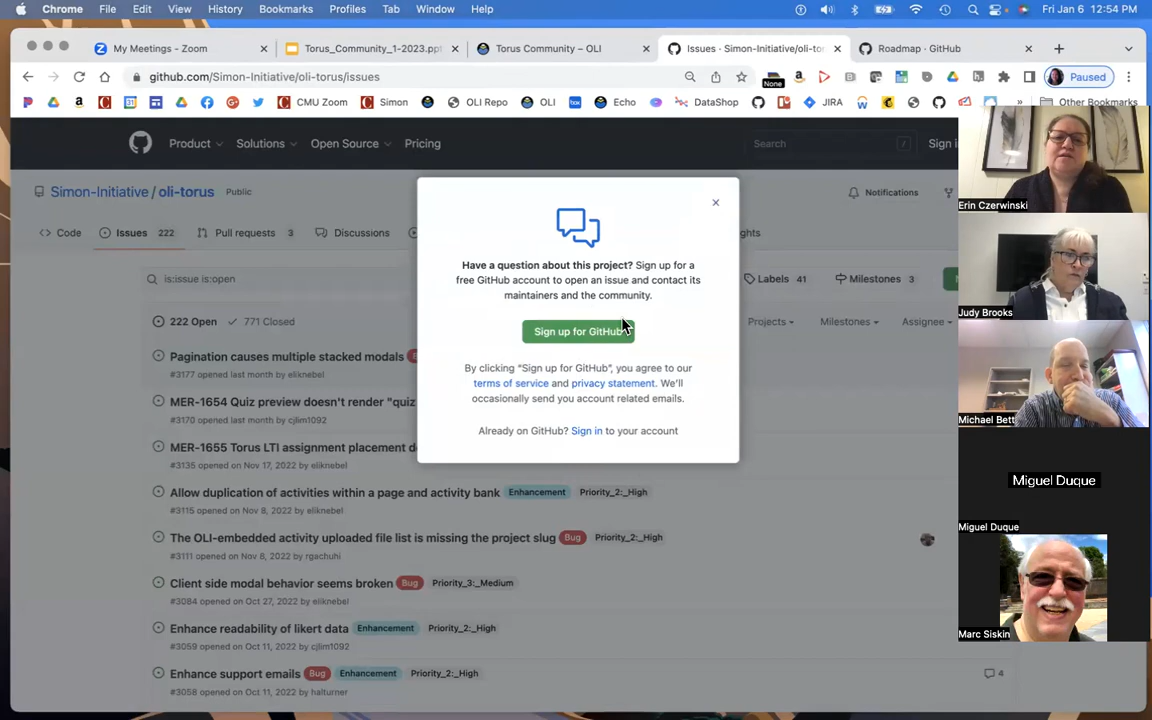 Chrome File Edit View History Bookmarks Profiles Tab Window Help Fri Jan 6 12:54 PM
My Meetings - Zoom Torus_Community_1-2023.ppt Torus Community – OLI Issues · Simon-Initiative/oli-tor Roadmap · GitHub
github.com/Simon-Initiative/oli-torus/issues None Paused
CMU Zoom Simon OLI Repo OLI Echo DataShop JIRA » Other Bookmarks
Product Solutions Open Source Pricing Search / Sign i
Simon-Initiative / oli-torus Public Notifications
Code Issues 222 Pull requests 3 Discussions ghts
is:issue is:open Labels 41 Milestones 3
222 Open 771 Closed Projects Milestones Assignee
Pagination causes multiple stacked modals
#3177 opened last month by eliknebel
MER-1654 Quiz preview doesn't render "quiz
#3170 opened last month by cjlim1092
MER-1655 Torus LTI assignment placement d
#3135 opened on Nov 17, 2022 by eliknebel
Allow duplication of activities within a page and activity bank Enhancement Priority_2:_High
#3115 opened on Nov 8, 2022 by eliknebel
The OLI-embedded activity uploaded file list is missing the project slug Bug Priority_2:_High
#3111 opened on Nov 8, 2022 by rgachuhi
Client side modal behavior seems broken Bug Priority_3:_Medium
#3084 opened on Oct 27, 2022 by eliknebel
Enhance readability of likert data Enhancement Priority_2:_High
#3059 opened on Oct 11, 2022 by cjlim1092
Enhance support emails Bug Enhancement Priority_2:_High 4
#3058 opened on Oct 11, 2022 by halturner
Have a question about this project? Sign up for a
free GitHub account to open an issue and contact its
maintainers and the community.
Sign up for GitHub
By clicking “Sign up for GitHub”, you agree to our
terms of service and privacy statement. We’ll
occasionally send you account related emails.
Already on GitHub? Sign in to your account
Erin Czerwinski
Judy Brooks
Michael Bett
Miguel Duque
Miguel Duque
Marc Siskin